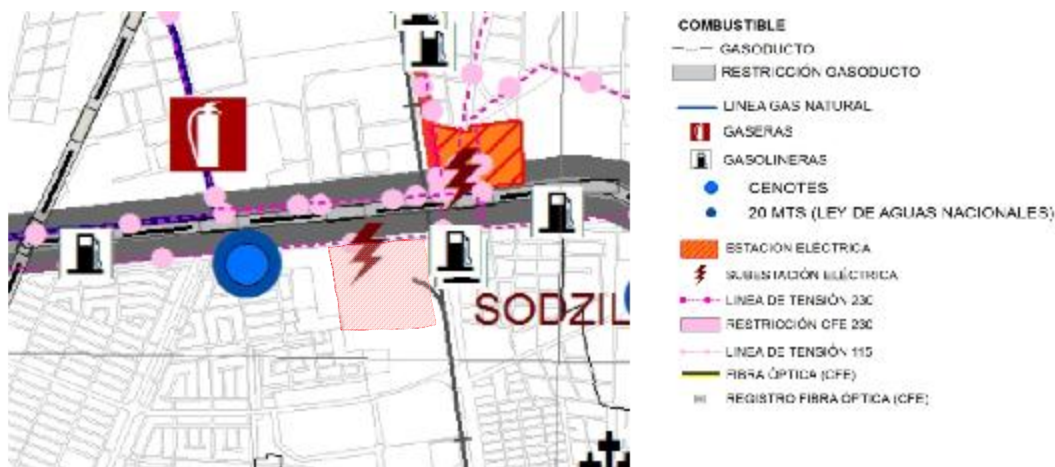 SODZIL
COMBUSTIBLE
GASODUCTO
RESTRICCIÓN GASODUCTO
LINEA GAS NATURAL
GASERAS
GASOLINERAS
CENOTES
20 MTS (LEY DE AGUAS NACIONALES)
ESTACION ELÉCTRICA
SUBESTACIÓN ELÉCTRICA
LINEA DE TENSIÓN 230
RESTRICCIÓN CFE 230
LINEA DE TENSIÓN 115
FIBRA ÓPTICA (CFE)
REGISTRO FIBRA ÓPTICA (CFE)